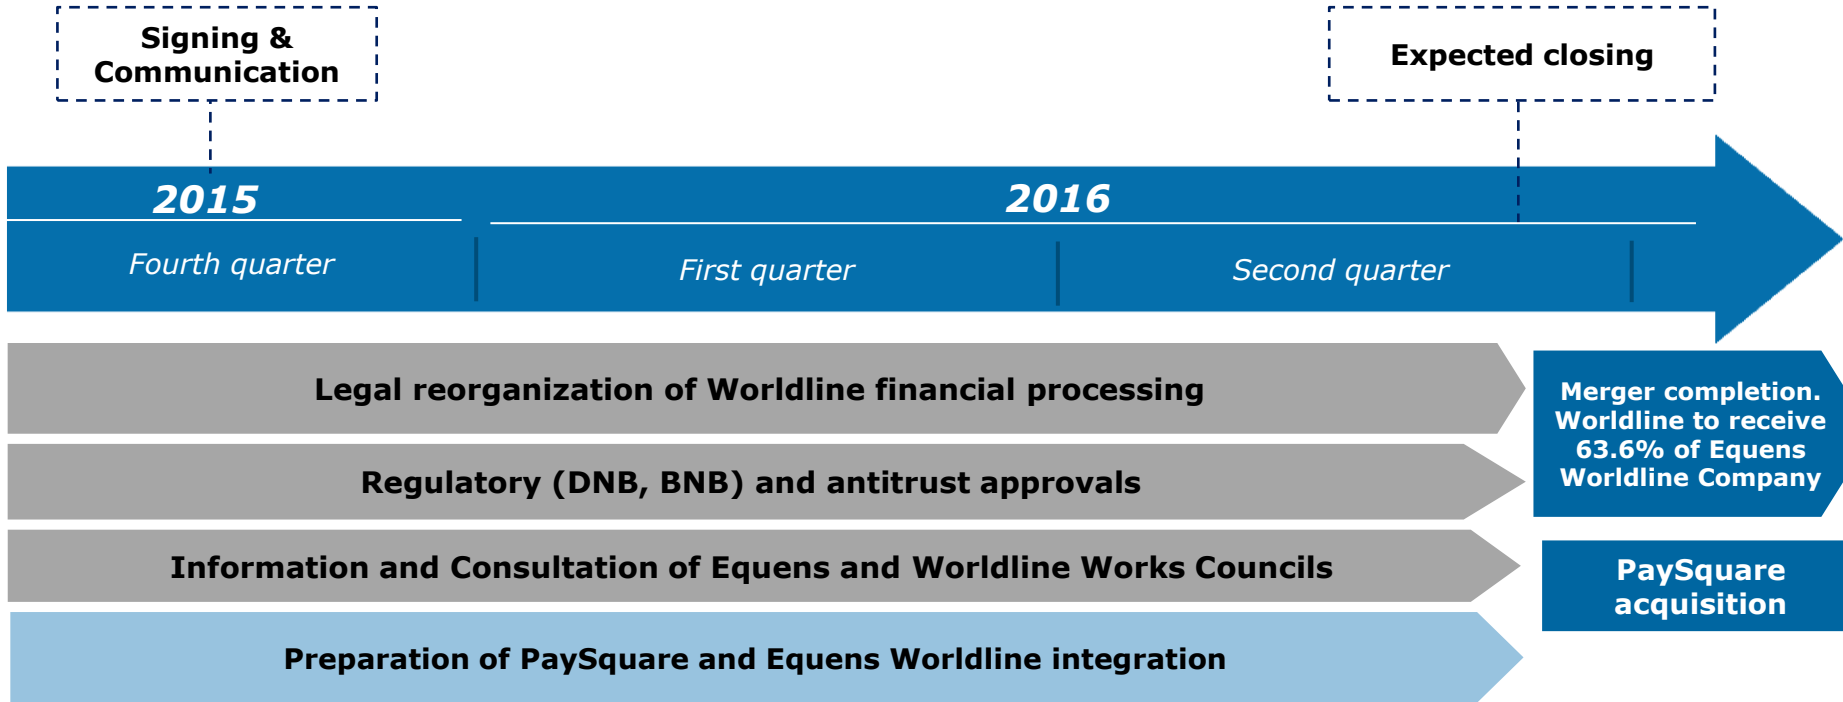 Signing &
Communication
Expected closing
2015
2016
Fourth quarter
First quarter
Second quarter
Legal reorganization of Worldline financial processing
Merger completion.
Worldline to receive
63.6% of Equens
Worldline Company
Regulatory (DNB, BNB) and antitrust approvals
Information and Consultation of Equens and Worldline Works Councils
PaySquare
acquisition
Preparation of PaySquare and Equens Worldline integration